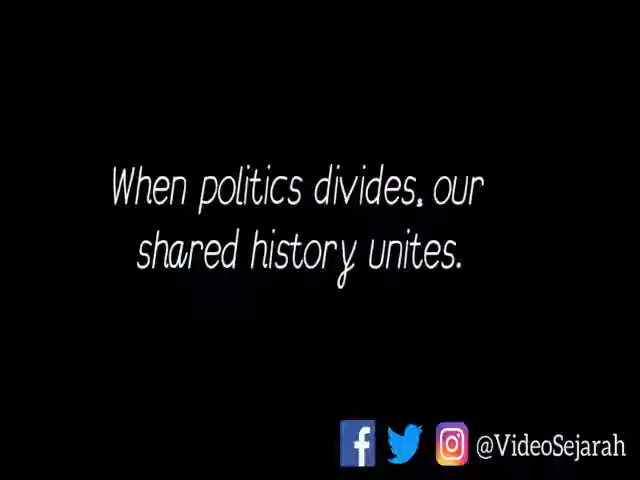 When politics divides, our
shared history unites.
@VideoSejarah